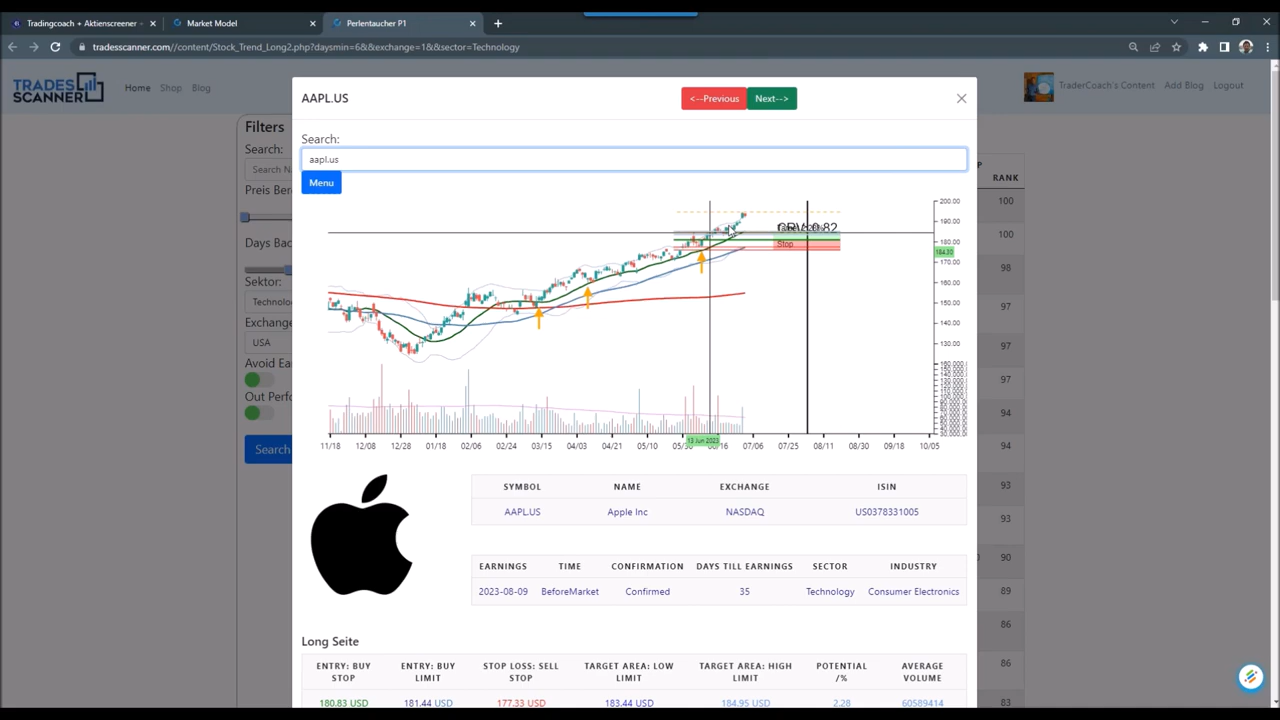 Tradingcoach + Aktienscreener -
Market Model
Perlentaucher P1
tradesscanner.com//content/Stock_Trend_Long2.php?daysmin=6&&exchange=1&&sector=Technology
TRADES
SCANNER
Home
Shop
Blog
TraderCoach's Content
Add Blog
Logout
Filters
Search:
Search Na
Preis Ber
Days Back
Sektor:
Technolo
Exchange
USA
Avoid Ear
Out Perfo
Search
AAPL.US
<--Previous
Next-->
Search:
aapl.us
Menu
200.00
190.00
180.00
184.30
170.00
160.00
150.00
140.00
130.00
CRV: 0.82
Stop
11/18
12/08
12/28
01/18
02/06
02/24
03/15
04/03
04/21
05/10
05/30
13 Jun 2023
06/16
07/06
07/25
08/11
08/30
09/18
10/05
SYMBOL NAME EXCHANGE ISIN
AAPL.US Apple Inc NASDAQ US0378331005
EARNINGS TIME CONFIRMATION DAYS TILL EARNINGS SECTOR INDUSTRY
2023-08-09 BeforeMarket Confirmed 35 Technology Consumer Electronics
Long Seite
ENTRY: BUY STOP
ENTRY: BUY LIMIT
STOP LOSS: SELL STOP
TARGET AREA: LOW LIMIT
TARGET AREA: HIGH LIMIT
POTENTIAL /%
AVERAGE VOLUME
180.83 USD 181.44 USD 177.33 USD 183.44 USD 184.95 USD 2.28 60589414
P
RANK
100
100
98
97
97
97
94
94
93
93
90
89
86
86
83